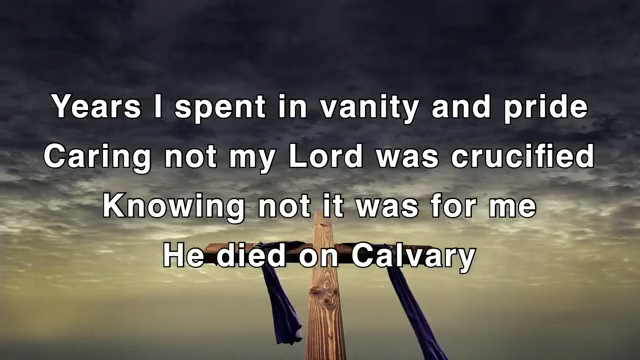 Years I spent in vanity and pride
Caring not my Lord was crucified
Knowing not it was for me
He died on Calvary